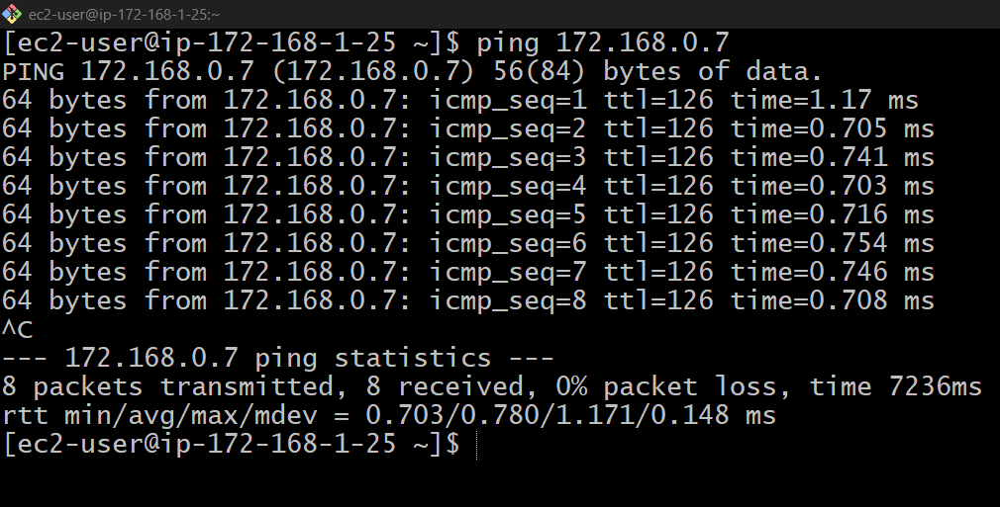 ec2-user@ip-172-168-1-25:~
[ec2-user@ip-172-168-1-25 ~]$ ping 172.168.0.7
PING 172.168.0.7 (172.168.0.7) 56(84) bytes of data.
64 bytes from 172.168.0.7: icmp_seq=1 ttl=126 time=1.17 ms
64 bytes from 172.168.0.7: icmp_seq=2 ttl=126 time=0.705 ms
64 bytes from 172.168.0.7: icmp_seq=3 ttl=126 time=0.741 ms
64 bytes from 172.168.0.7: icmp_seq=4 ttl=126 time=0.703 ms
64 bytes from 172.168.0.7: icmp_seq=5 ttl=126 time=0.716 ms
64 bytes from 172.168.0.7: icmp_seq=6 ttl=126 time=0.754 ms
64 bytes from 172.168.0.7: icmp_seq=7 ttl=126 time=0.746 ms
64 bytes from 172.168.0.7: icmp_seq=8 ttl=126 time=0.708 ms
^C
--- 172.168.0.7 ping statistics ---
8 packets transmitted, 8 received, 0% packet loss, time 7236ms
rtt min/avg/max/mdev = 0.703/0.780/1.171/0.148 ms
[ec2-user@ip-172-168-1-25 ~]$